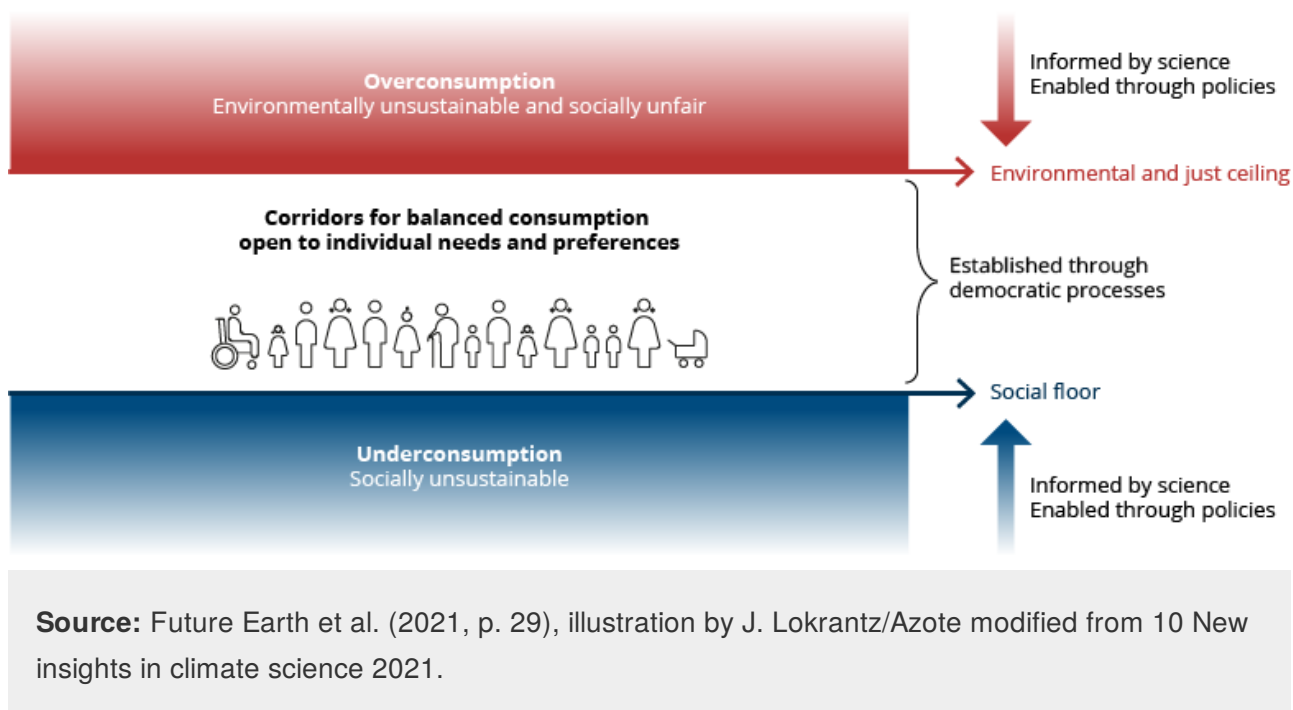 Overconsumption
Environmentally unsustainable and socially unfair
Informed by science
Enabled through policies
Environmental and just ceiling
Corridors for balanced consumption
open to individual needs and preferences
Established through
democratic processes
Social floor
Underconsumption
Socially unsustainable
Informed by science
Enabled through policies
Source: Future Earth et al. (2021, p. 29), illustration by J. Lokrantz/Azote modified from 10 New
insights in climate science 2021.